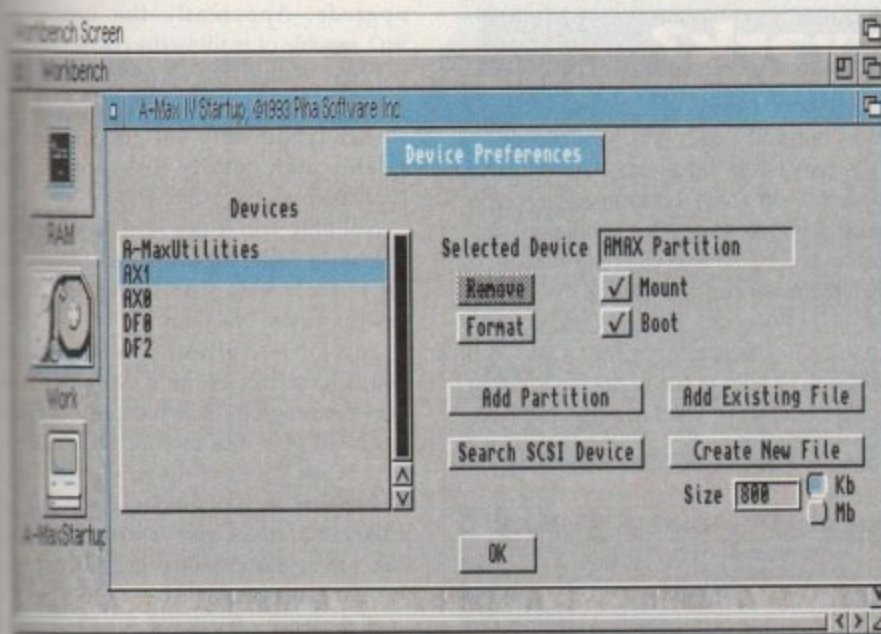 Workbench Screen
Workbench
A-Max IV Startup, ©1993 Pina Software Inc.
Device Preferences
Devices
A-MaxUtilities
AX1
AX0
DF0
DF2
Selected Device AMAX Partition
Remove
Mount
Format
Boot
Add Partition
Add Existing File
Search SCSI Device
Create New File
Size 800
Kb
Mb
OK
RAM
Work
A-MaxStartup